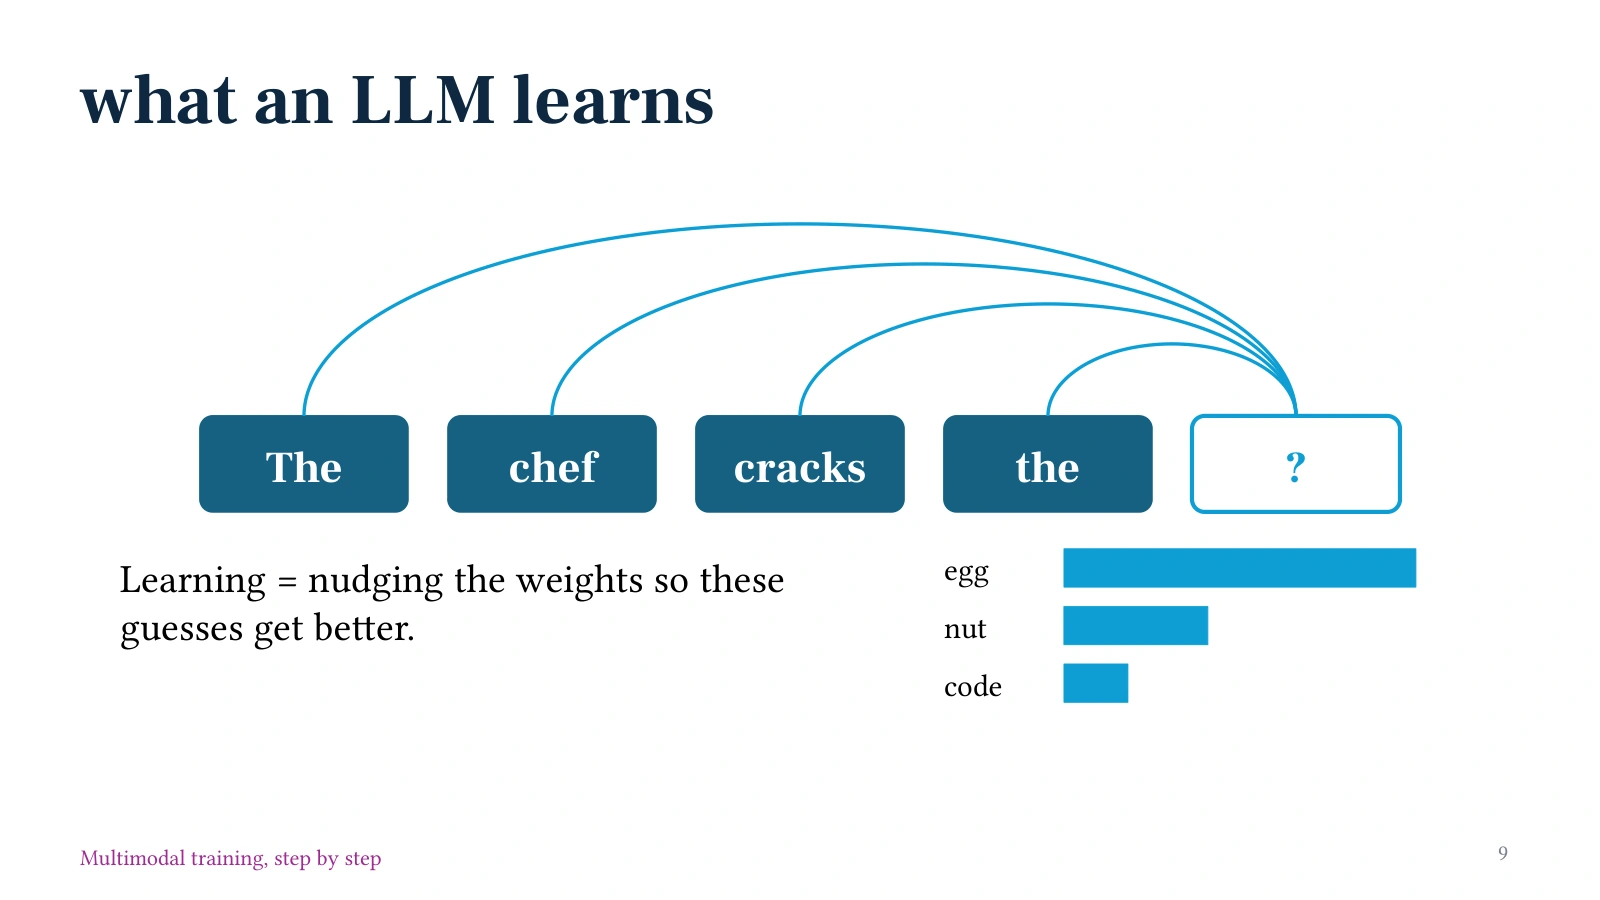 what an LLM learns
The chef cracks the ?
Learning = nudging the weights so these
guesses get better.
egg
nut
code
Multimodal training, step by step
9